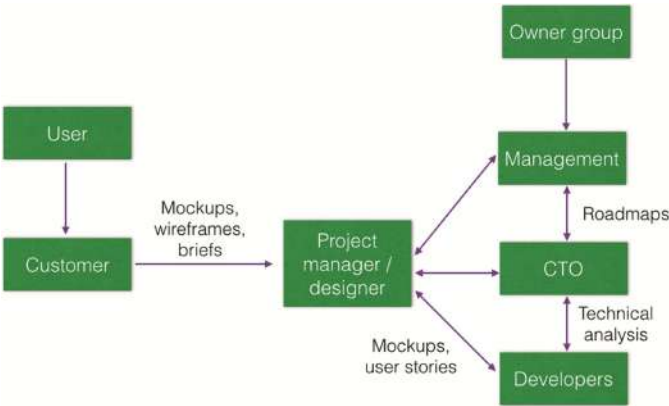 Owner group
User
Management
Mockups,
wireframes,
briefs
Roadmaps
Customer
Project
manager /
designer
CTO
Technical
analysis
Mockups,
user stories
Developers